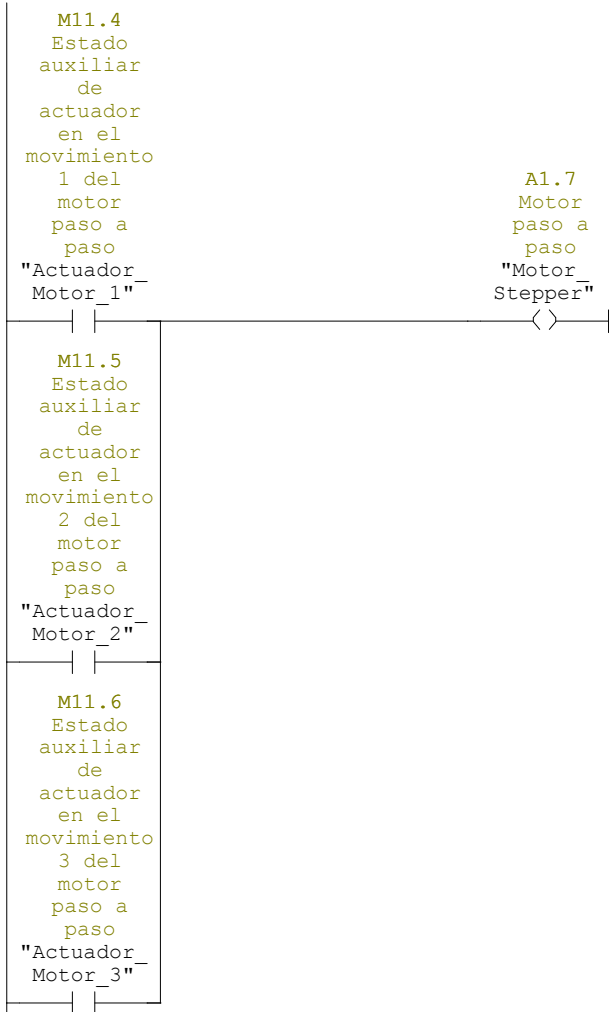 M11.4
Estado
auxiliar
de
actuador
en el
movimiento
1 del
motor
paso a
paso
"Actuador_
Motor_1"
A1.7
Motor
paso a
paso
"Motor_
Stepper"
M11.5
Estado
auxiliar
de
actuador
en el
movimiento
2 del
motor
paso a
paso
"Actuador_
Motor_2"
M11.6
Estado
auxiliar
de
actuador
en el
movimiento
3 del
motor
paso a
paso
"Actuador_
Motor_3"